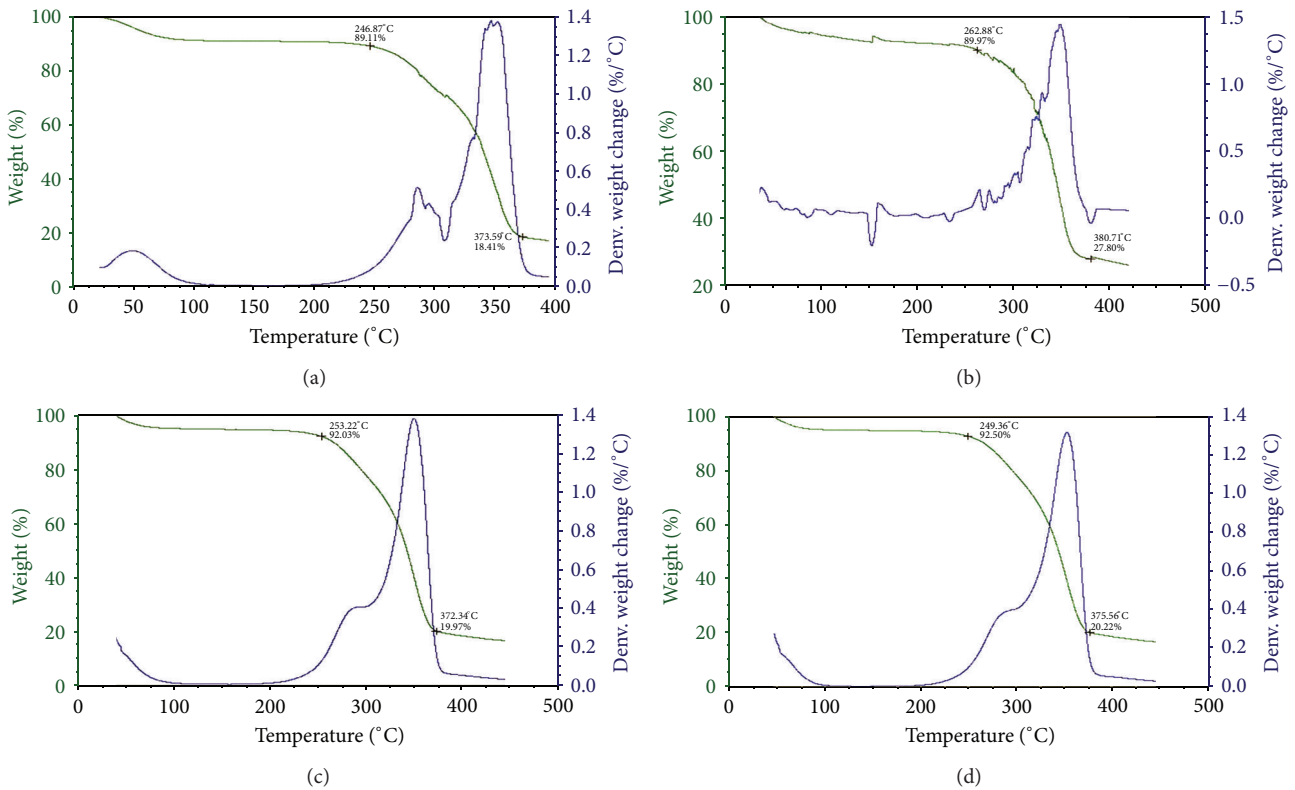 100
80
60
40
20
0
Weight (%)
246.87°C
89.11%
373.59°C
18.41%
1.4
1.2
1.0
0.8
0.6
0.4
0.2
0.0
Denv. weight change (%/°C)
0 50 100 150 200 250 300 350 400
Temperature (°C)
(a)
100
80
60
40
20
Weight (%)
262.88°C
89.97%
380.71°C
27.80%
1.5
1.0
0.5
0.0
−0.5
Denv. weight change (%/°C)
0 100 200 300 400 500
Temperature (°C)
(b)
100
80
60
40
20
0
Weight (%)
253.22°C
92.03%
372.34°C
19.97%
1.4
1.2
1.0
0.8
0.6
0.4
0.2
0.0
Denv. weight change (%/°C)
0 100 200 300 400 500
Temperature (°C)
(c)
100
80
60
40
20
0
Weight (%)
249.36°C
92.50%
375.56°C
20.22%
1.4
1.2
1.0
0.8
0.6
0.4
0.2
0.0
Denv. weight change (%/°C)
0 100 200 300 400 500
Temperature (°C)
(d)